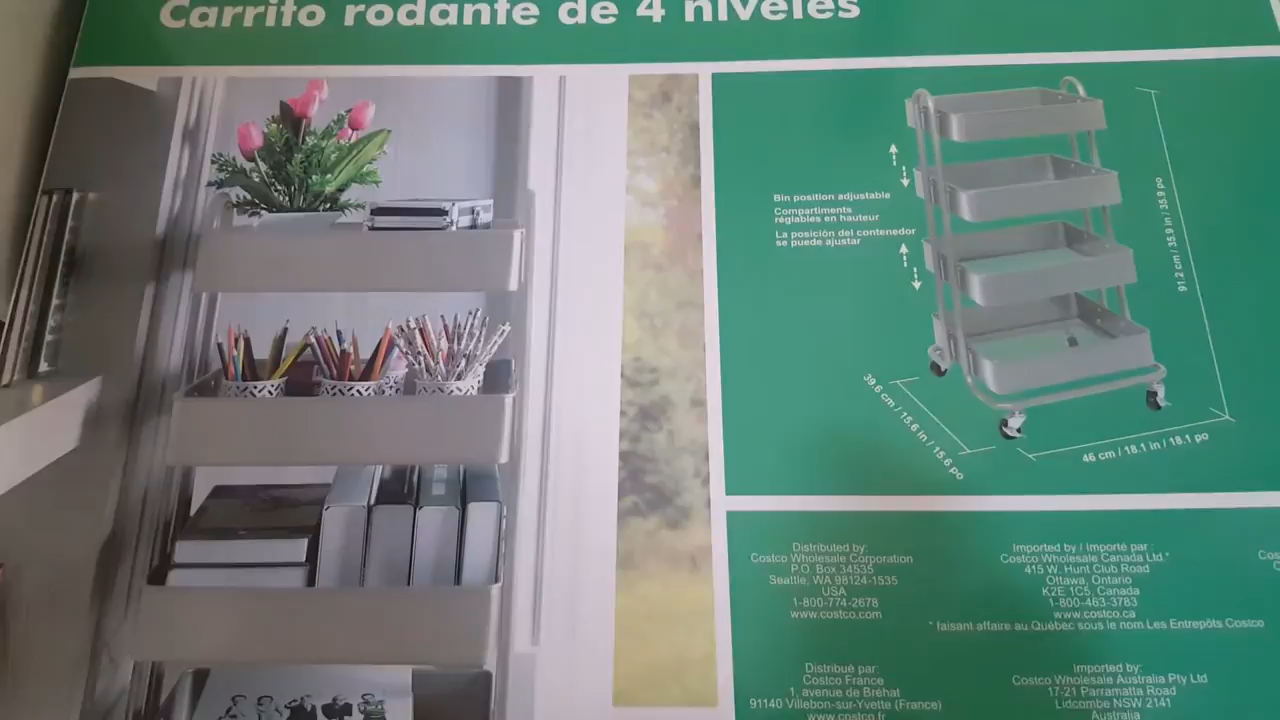 Carrito rodante de 4 niveles
Bin position adjustable
Compartiments
réglables en hauteur
La posición del contenedor
se puede ajustar
91.2 cm / 35.9 in / 35.9 po
39.6 cm / 15.6 in / 15.6 po
46 cm / 18.1 in / 18.1 po
Distributed by:
Costco Wholesale Corporation
P.O. Box 34535
Seattle, WA 98124-1535
USA
1-800-774-2678
www.costco.com
Imported by / Importé par :
Costco Wholesale Canada Ltd.*
415 W. Hunt Club Road
Ottawa, Ontario
K2E 1C5, Canada
1-800-463-3783
www.costco.ca
* faisant affaire au Québec sous le nom Les Entrepôts Costco
Distribué par:
Costco France
1, avenue de Bréhat
91140 Villebon-sur-Yvette (France)
www.costco.fr
Imported by:
Costco Wholesale Australia Pty Ltd
17-21 Parramatta Road
Lidcombe NSW 2141
Australia